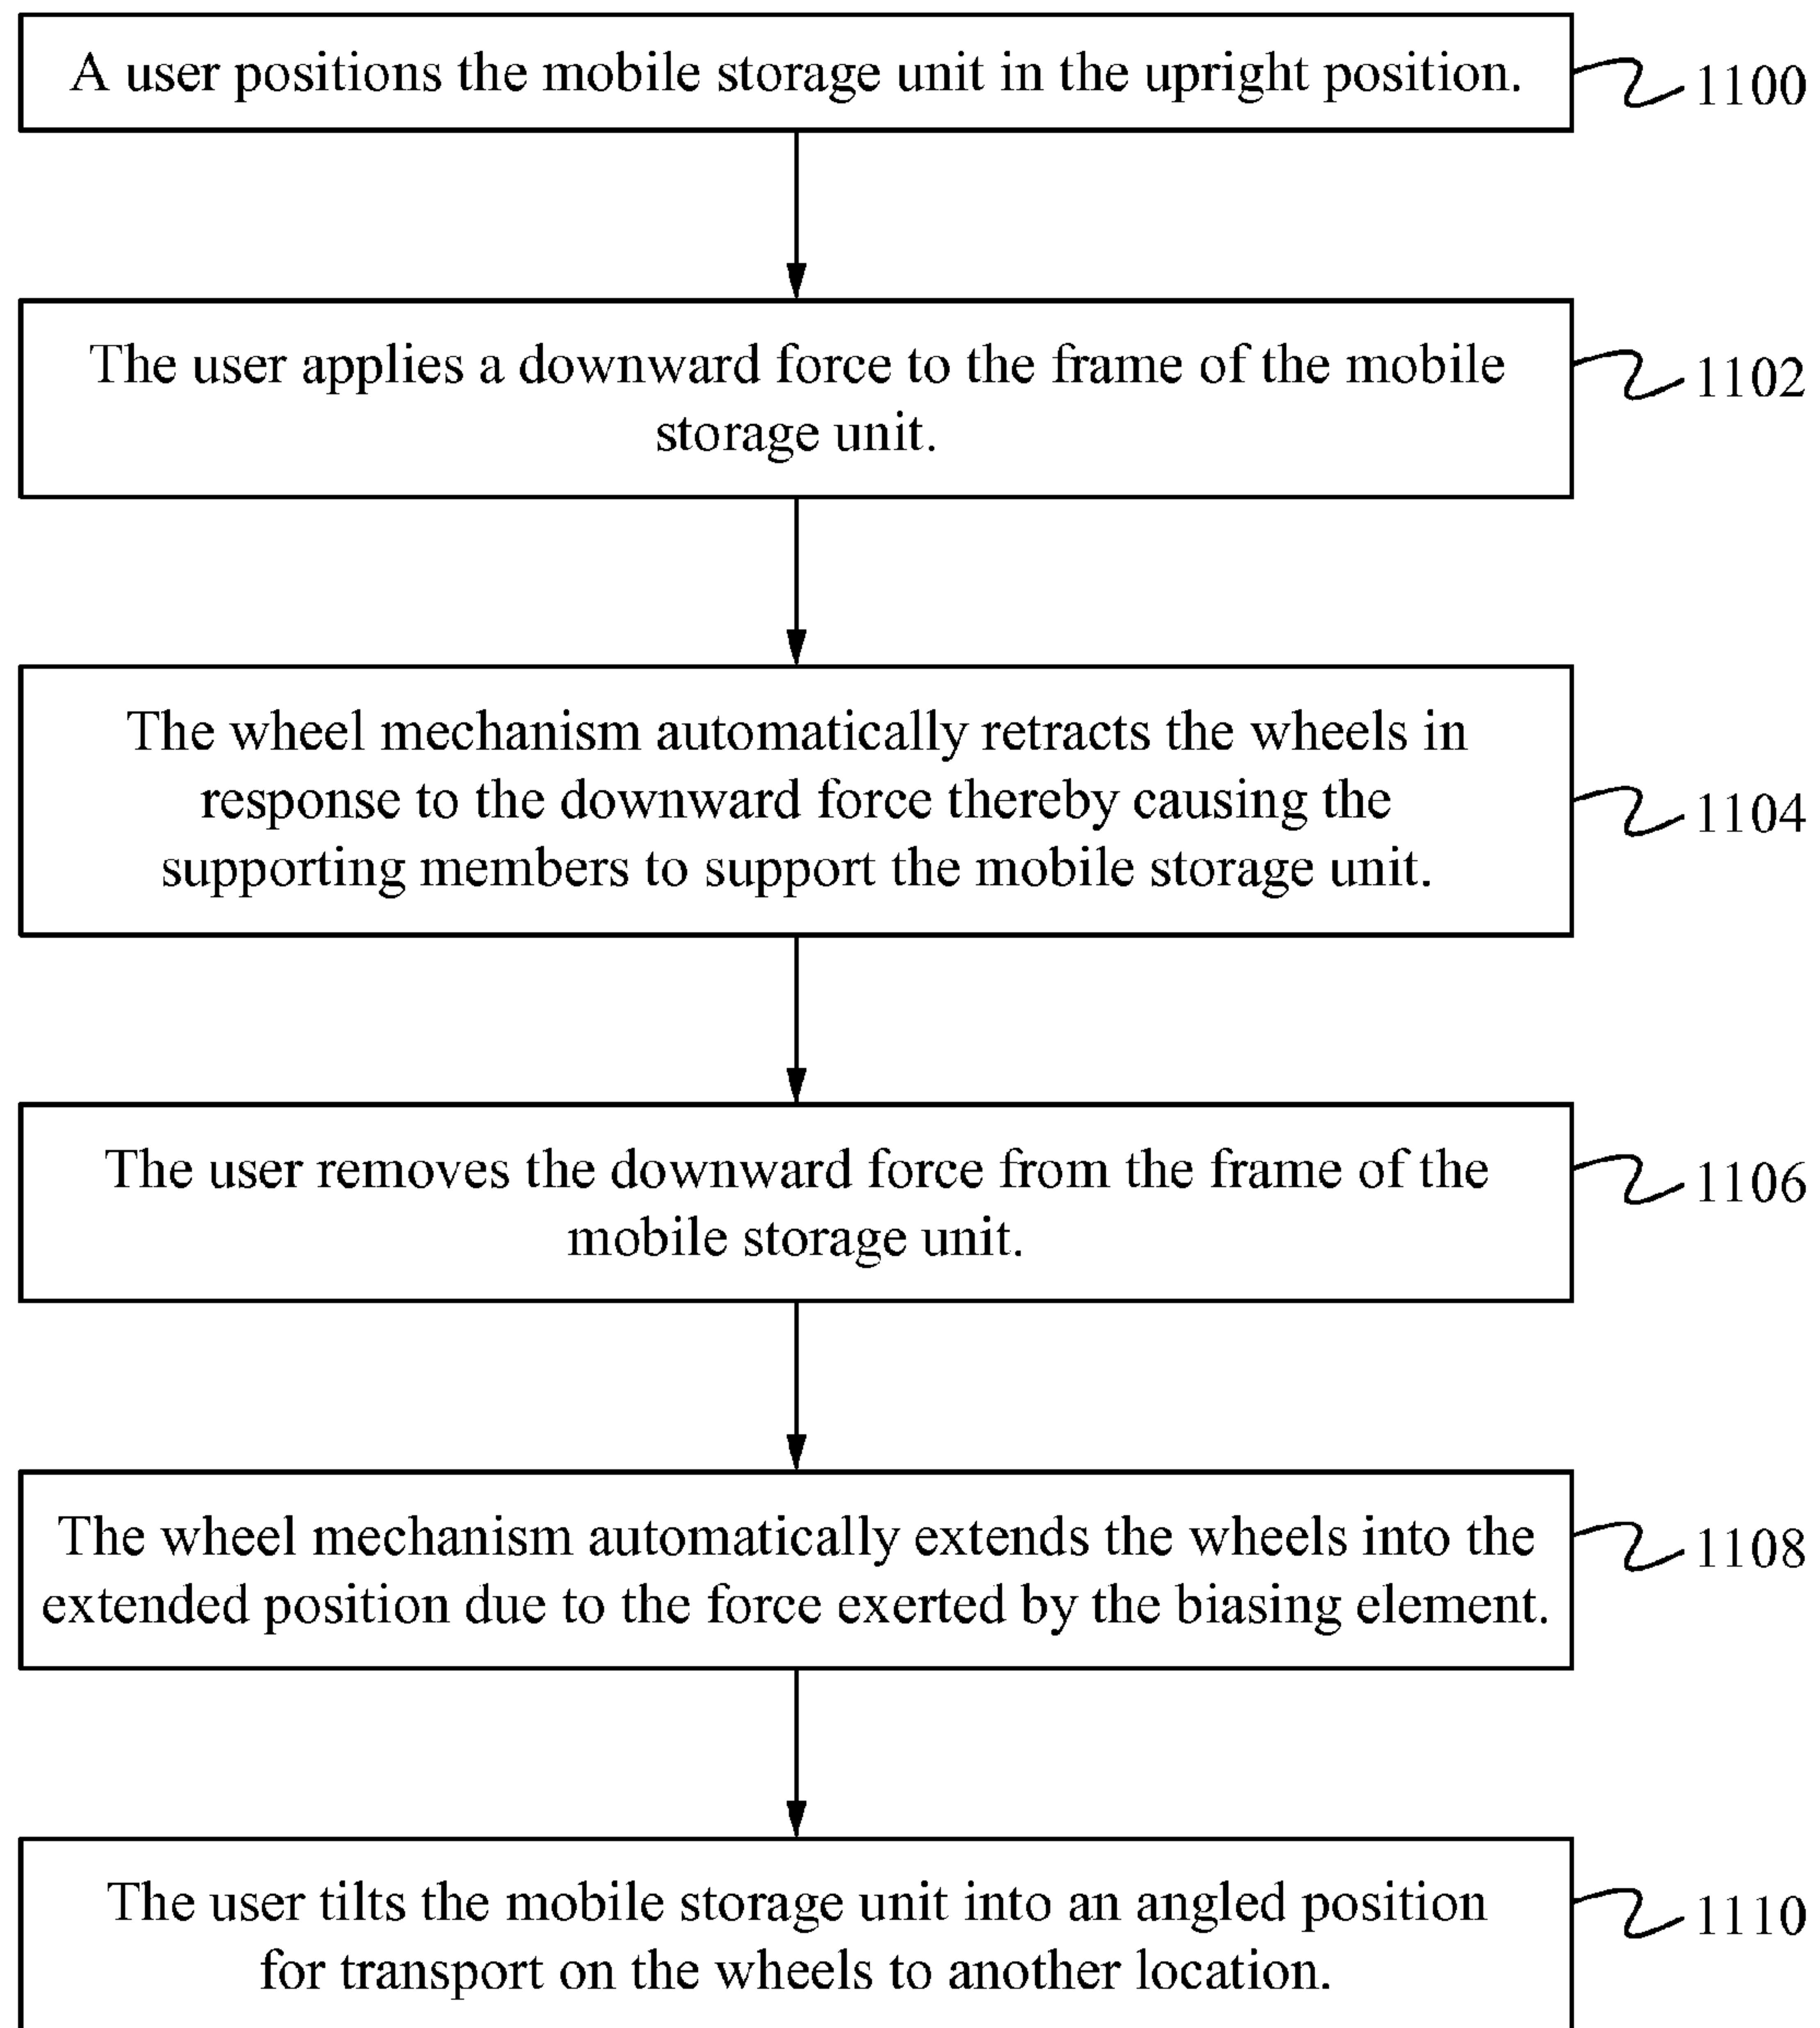 A user positions the mobile storage unit in the upright position.
1100
The user applies a downward force to the frame of the mobile
storage unit.
1102
The wheel mechanism automatically retracts the wheels in
response to the downward force thereby causing the
supporting members to support the mobile storage unit.
1104
The user removes the downward force from the frame of the
mobile storage unit.
1106
The wheel mechanism automatically extends the wheels into the
extended position due to the force exerted by the biasing element.
1108
The user tilts the mobile storage unit into an angled position
for transport on the wheels to another location.
1110